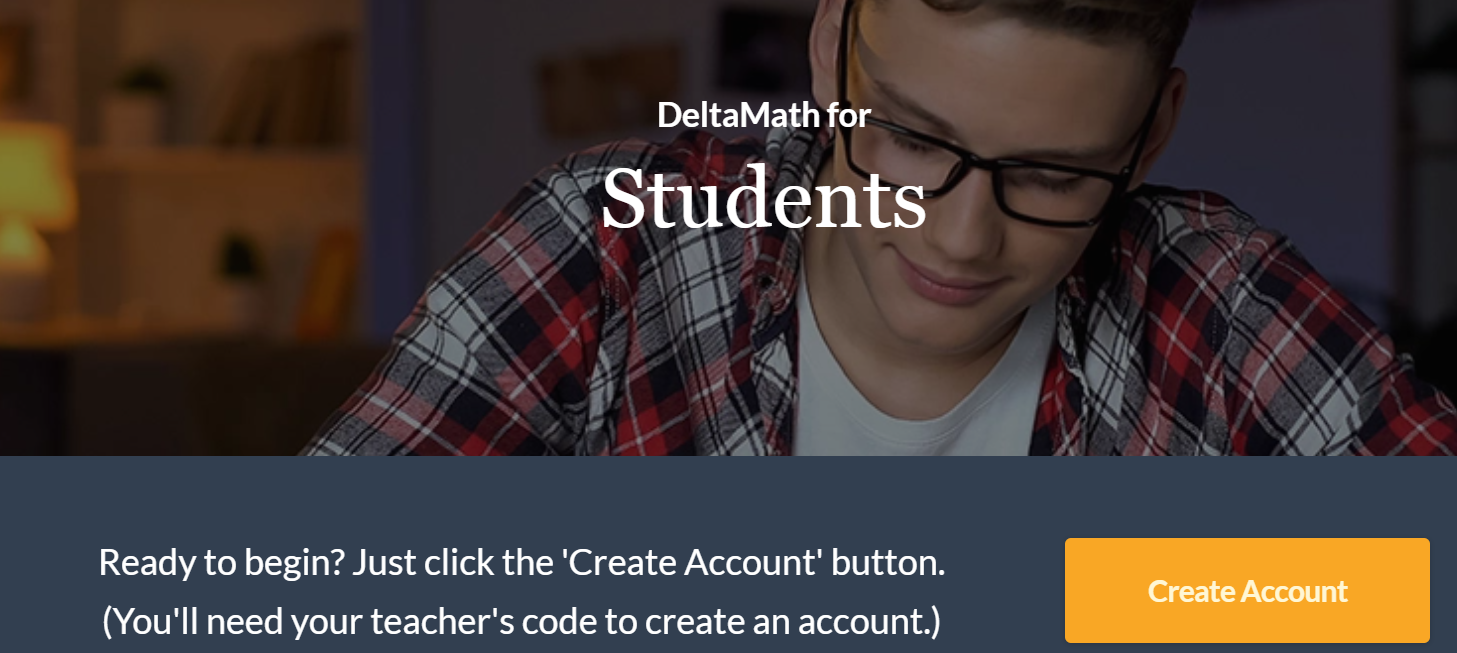 DeltaMath for
Students
Ready to begin? Just click the 'Create Account' button.
(You'll need your teacher's code to create an account.)
Create Account